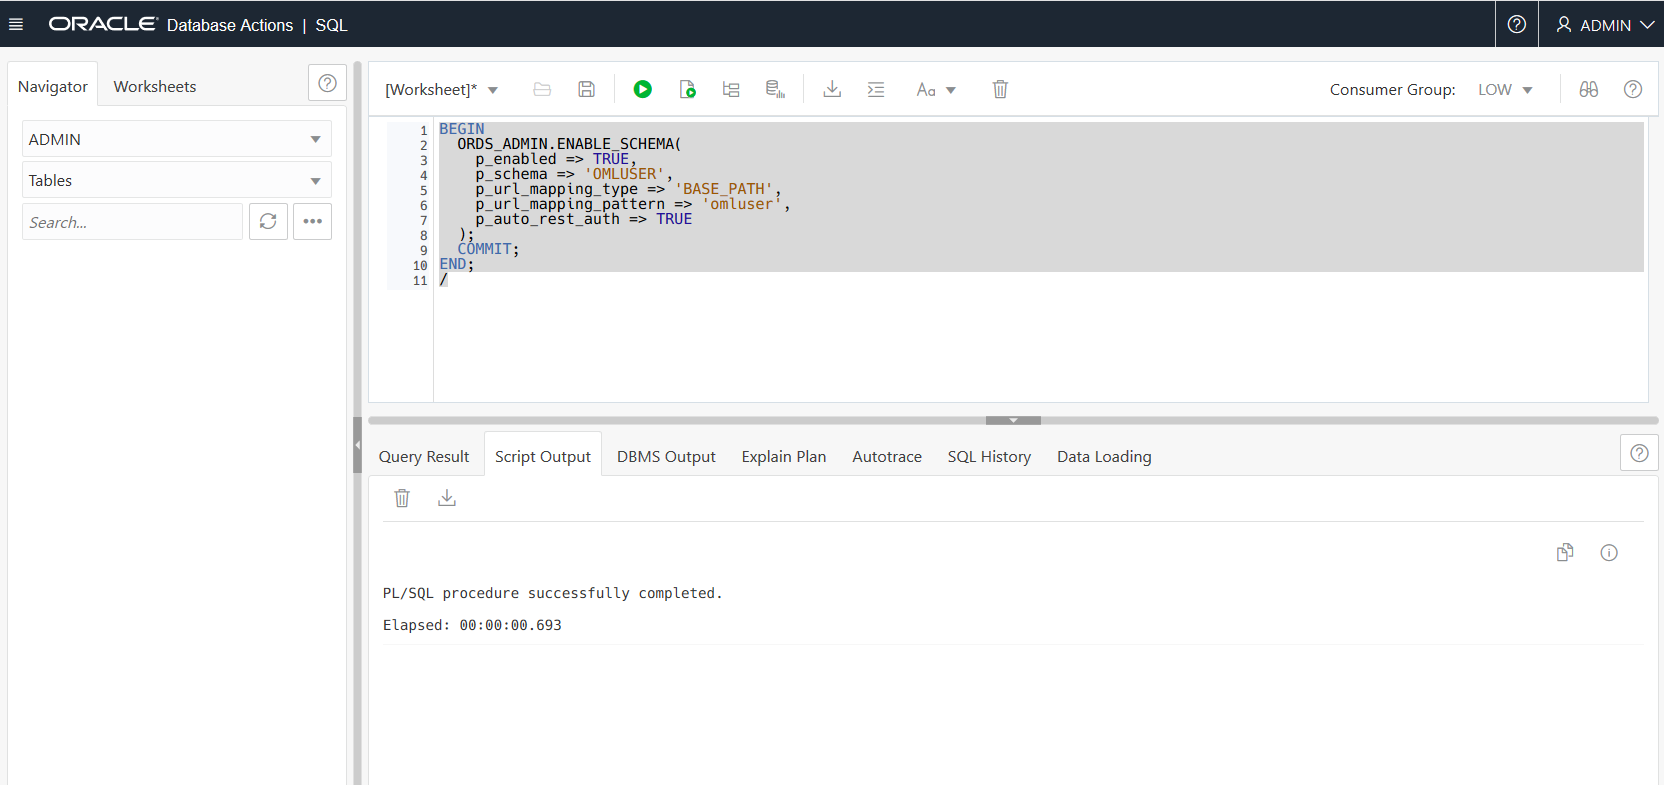 ORACLE Database Actions | SQL
ADMIN
Navigator
Worksheets
ADMIN
Tables
Search...
[Worksheet]*
Aa
Consumer Group: LOW
1 BEGIN
2   ORDS_ADMIN.ENABLE_SCHEMA(
3     p_enabled => TRUE,
4     p_schema => 'OMLUSER',
5     p_url_mapping_type => 'BASE_PATH',
6     p_url_mapping_pattern => 'omluser',
7     p_auto_rest_auth => TRUE
8   );
9   COMMIT;
10 END;
11 /
Query Result
Script Output
DBMS Output
Explain Plan
Autotrace
SQL History
Data Loading
PL/SQL procedure successfully completed.
Elapsed: 00:00:00.693